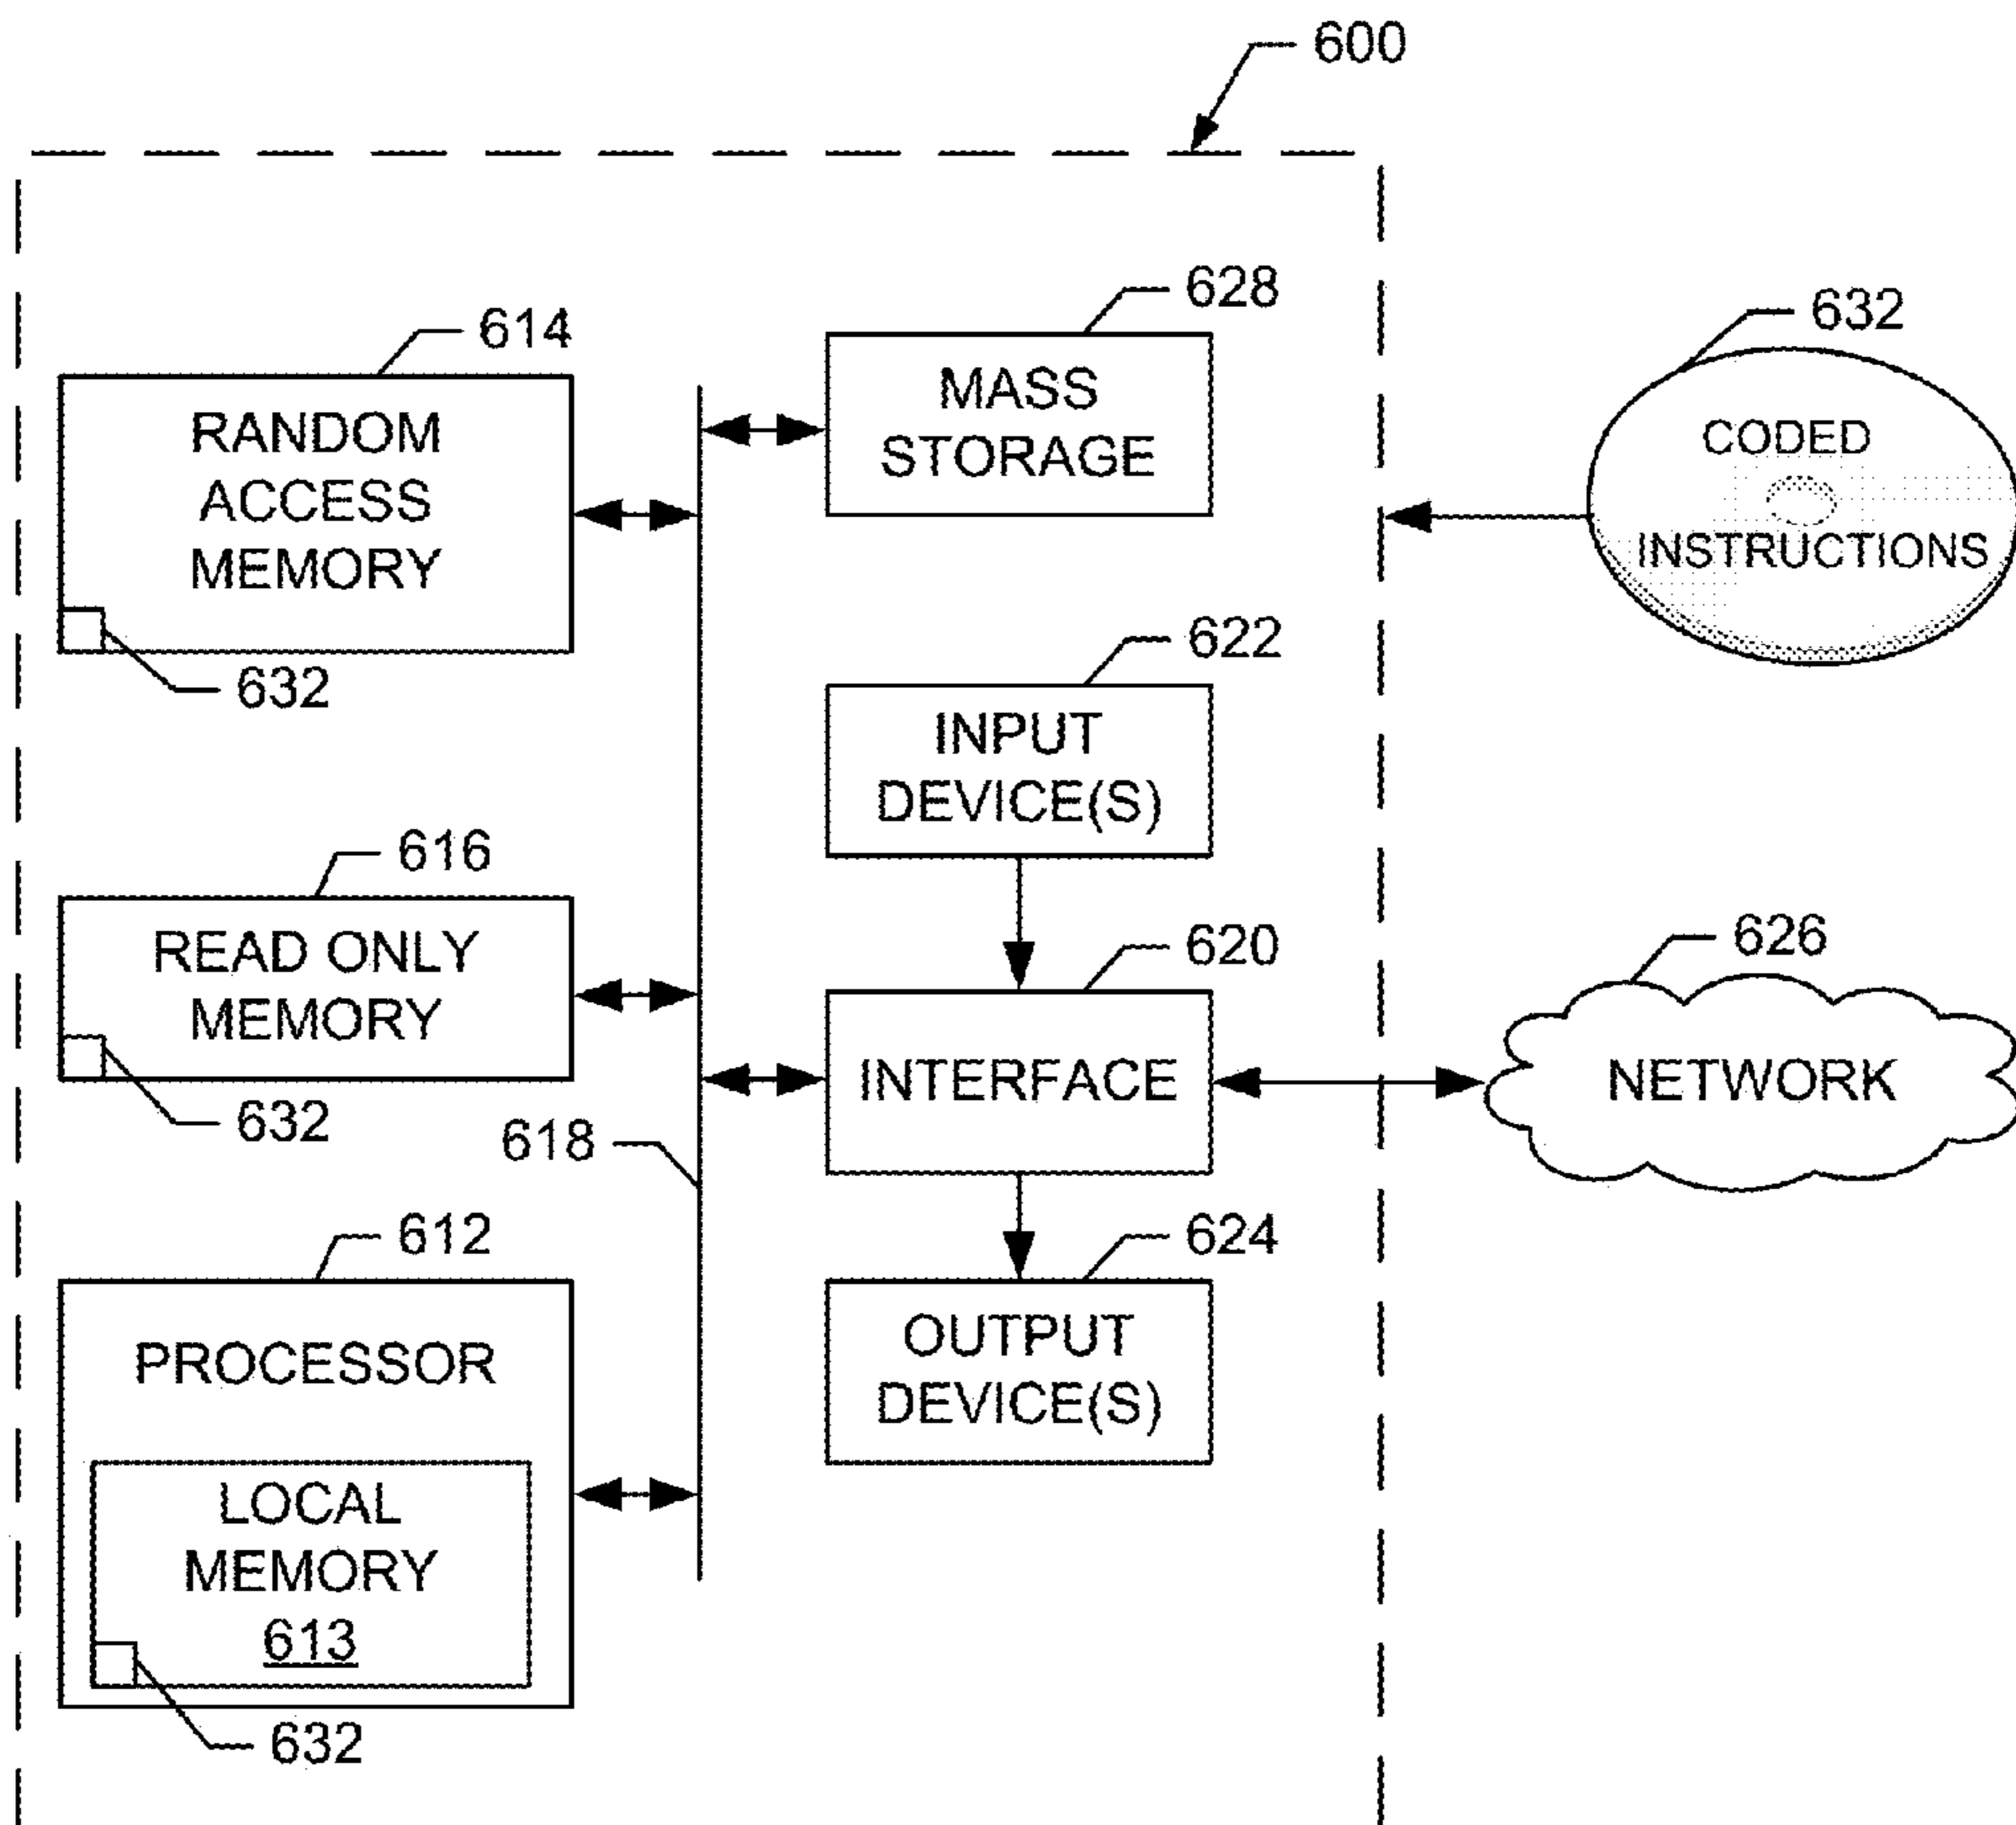 600
614
RANDOM
ACCESS
MEMORY
632
628
MASS
STORAGE
632
CODED
INSTRUCTIONS
622
INPUT
DEVICE(S)
616
READ ONLY
MEMORY
632
618
620
INTERFACE
626
NETWORK
612
PROCESSOR
LOCAL
MEMORY
613
632
624
OUTPUT
DEVICE(S)